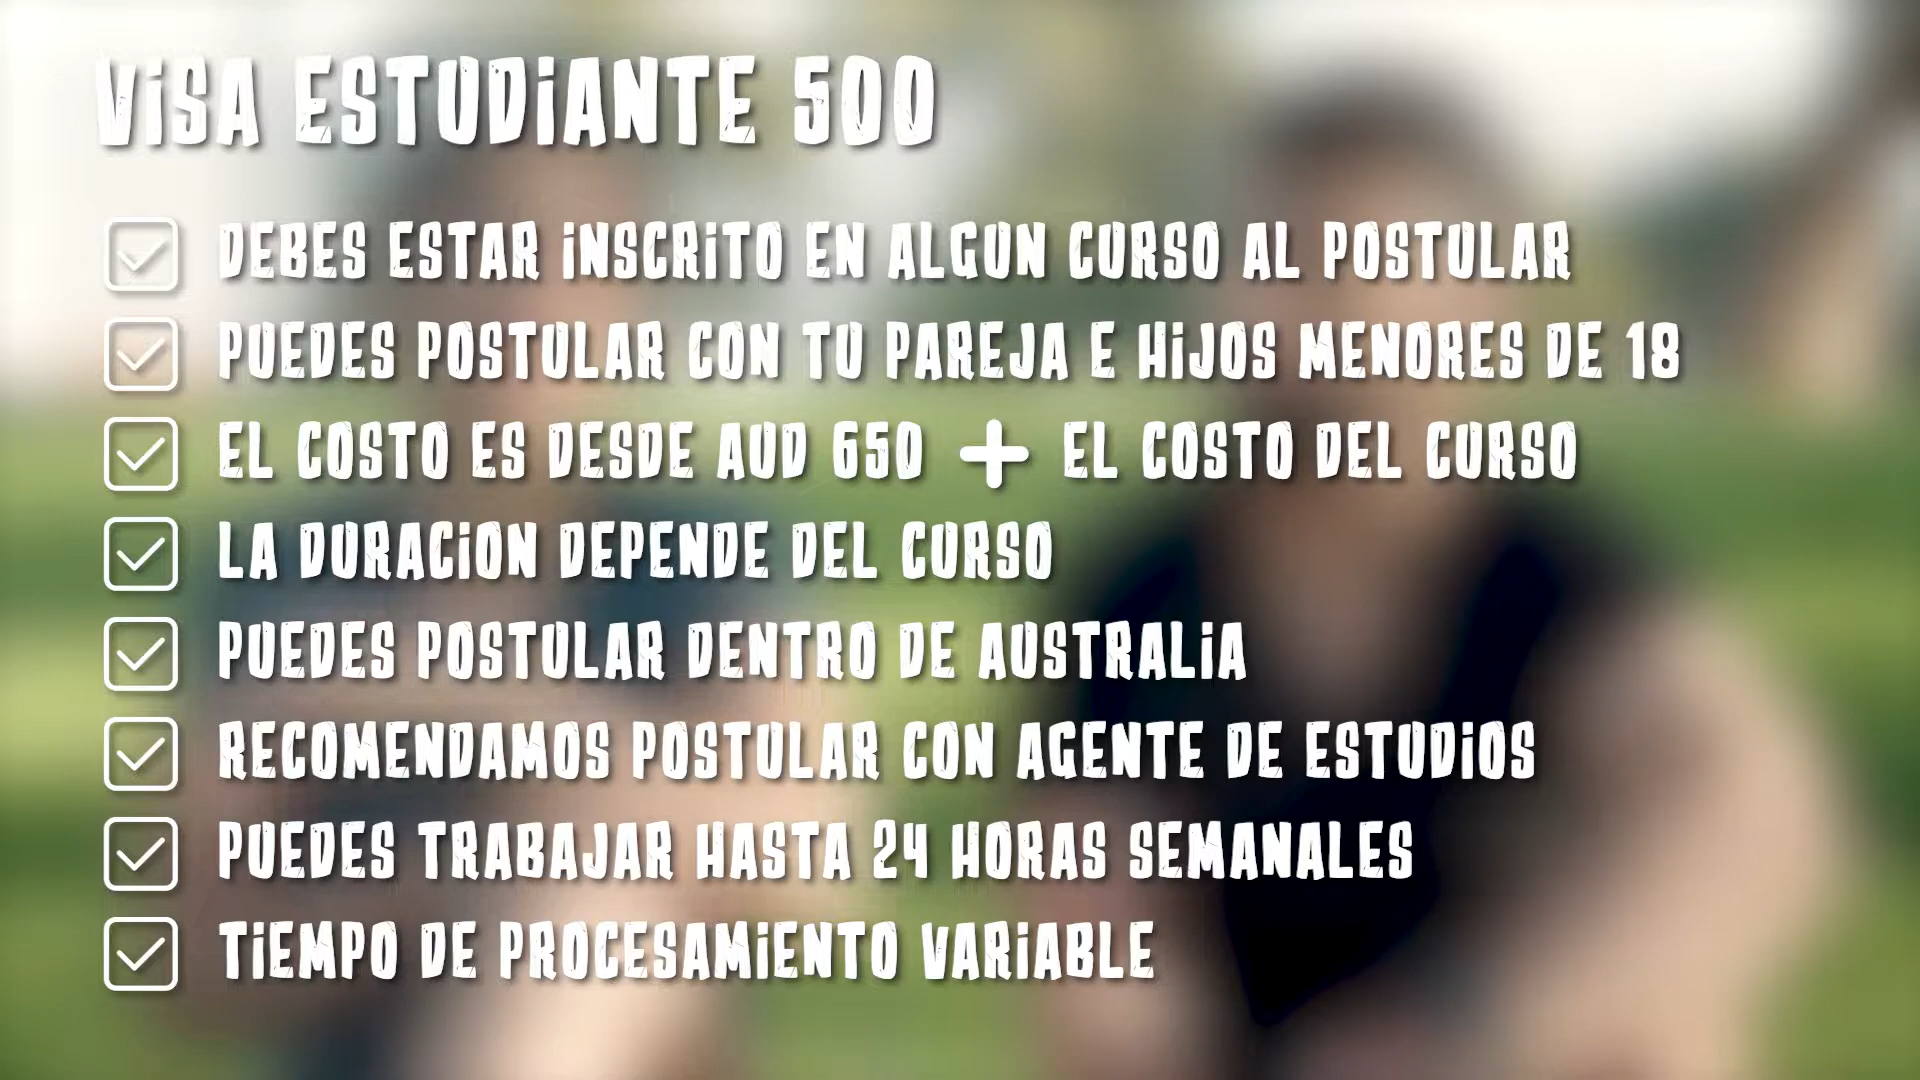 VISA ESTUDIANTE 500
DEBES ESTAR INSCRITO EN ALGUN CURSO AL POSTULAR
PUEDES POSTULAR CON TU PAREJA E HIJOS MENORES DE 18
EL COSTO ES DESDE AUD 650 + EL COSTO DEL CURSO
LA DURACION DEPENDE DEL CURSO
PUEDES POSTULAR DENTRO DE AUSTRALIA
RECOMENDAMOS POSTULAR CON AGENTE DE ESTUDIOS
PUEDES TRABAJAR HASTA 24 HORAS SEMANALES
TIEMPO DE PROCESAMIENTO VARIABLE